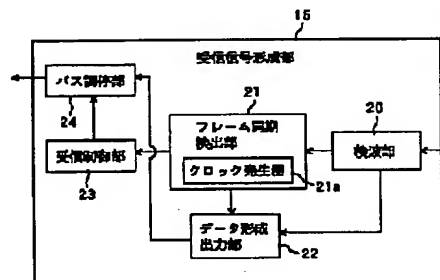 15
受信信号形成部
バス調停部
24
21
フレーム同期
検出部
クロック発生器
21a
20
検波部
受信制御部
23
データ形成
出力部
22